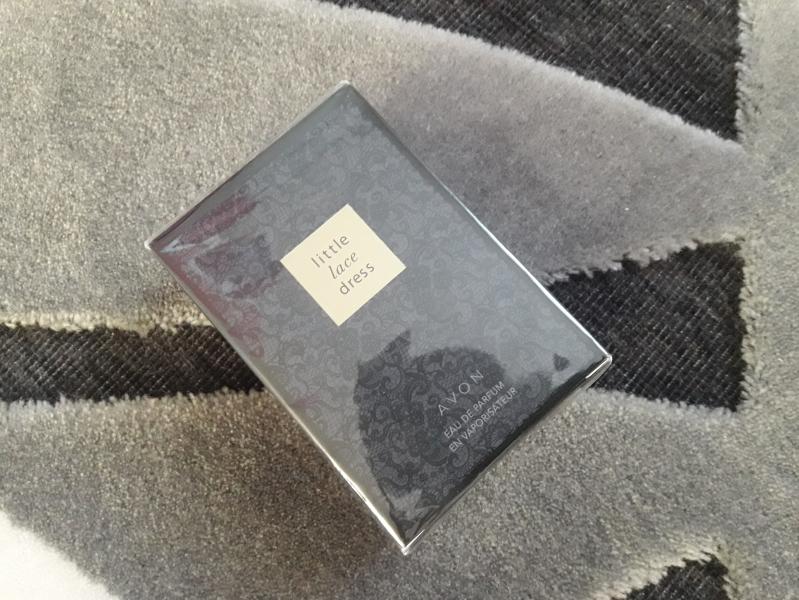 little
lace
dress
AVON
EAU DE PARFUM
EN VAPORISATEUR